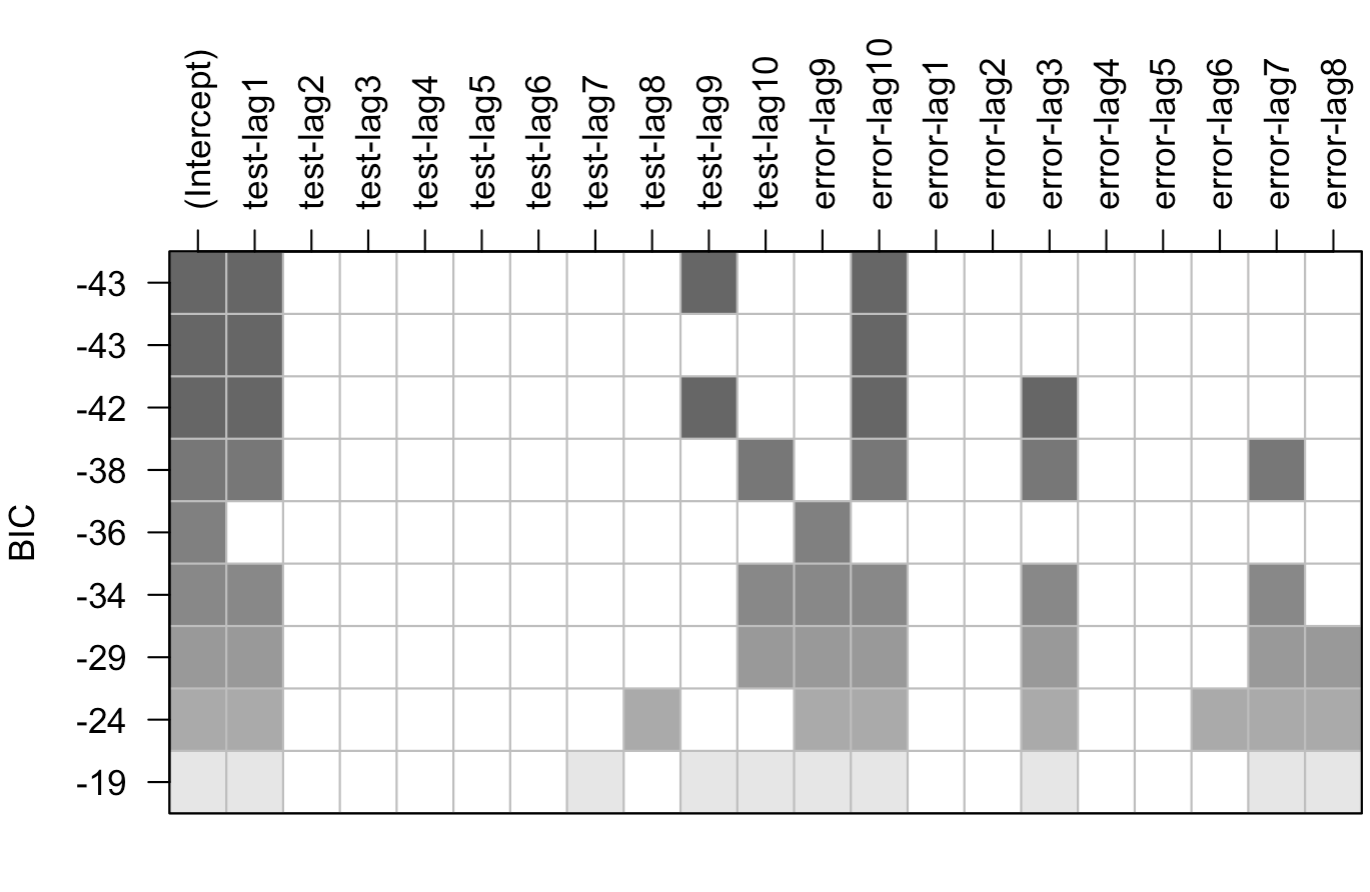 (Intercept)
test-lag1
test-lag2
test-lag3
test-lag4
test-lag5
test-lag6
test-lag7
test-lag8
test-lag9
test-lag10
error-lag9
error-lag10
error-lag1
error-lag2
error-lag3
error-lag4
error-lag5
error-lag6
error-lag7
error-lag8
BIC
-43
-43
-42
-38
-36
-34
-29
-24
-19